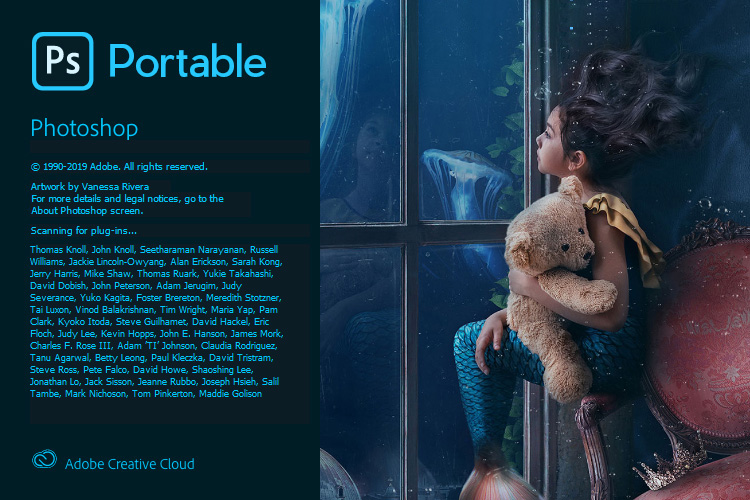 Ps Portable
Photoshop
© 1990-2019 Adobe. All rights reserved.
Artwork by Vanessa Rivera
For more details and legal notices, go to the
About Photoshop screen.
Scanning for plug-ins...
Thomas Knoll, John Knoll, Seetharaman Narayanan, Russell
Williams, Jackie Lincoln-Owyang, Alan Erickson, Sarah Kong,
Jerry Harris, Mike Shaw, Thomas Ruark, Yukie Takahashi,
David Dobish, John Peterson, Adam Jerugim, Judy
Severance, Yuko Kagita, Foster Brereton, Meredith Stotzner,
Tai Luxon, Vinod Balakrishnan, Tim Wright, Maria Yap, Pam
Clark, Kyoko Itoda, Steve Guilhamet, David Hackel, Eric
Floch, Judy Lee, Kevin Hopps, John E. Hanson, James Mork,
Charles F. Rose III, Adam 'TI' Johnson, Claudia Rodriguez,
Tanu Agarwal, Betty Leong, Paul Kleczka, David Tristram,
Steve Ross, Pete Falco, David Howe, Shaoshing Lee,
Jonathan Lo, Jack Sisson, Jeanne Rubbo, Joseph Hsieh, Salil
Tambe, Mark Nichoson, Tom Pinkerton, Maddie Golison
Adobe Creative Cloud